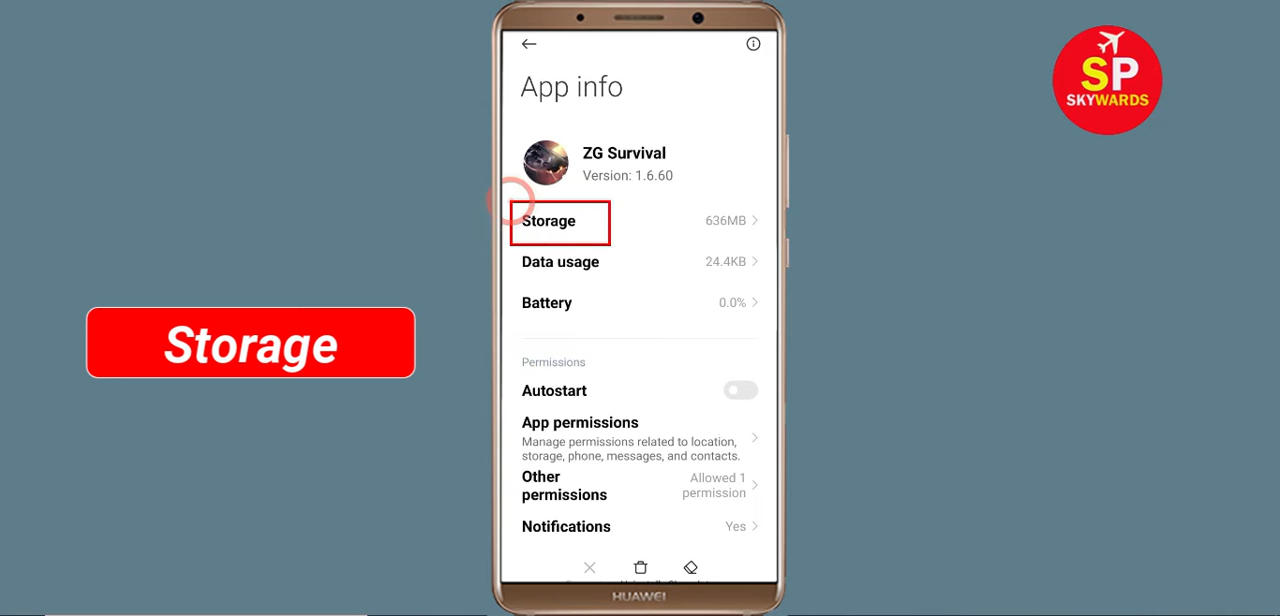 App info
ZG Survival
Version: 1.6.60
Storage
636MB
Data usage
24.4KB
Battery
0.0%
Permissions
Autostart
App permissions
Manage permissions related to location,
storage, phone, messages, and contacts.
Other
permissions
Allowed 1
permission
Notifications
Yes
HUAWEI
Storage
SP
SKYWARDS